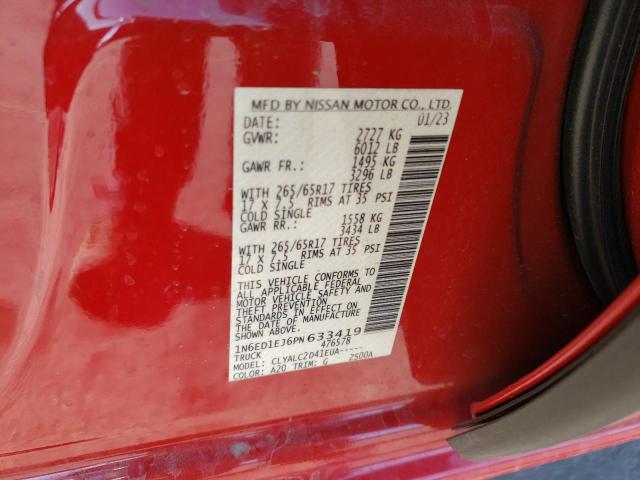 MFD BY NISSAN MOTOR CO., LTD.
DATE: 01/23
GVWR: 2727 KG
6012 LB
GAWR FR.: 1495 KG
3296 LB
WITH 265/65R17 TIRES
17 X 7.5 RIMS AT 35 PSI
COLD SINGLE
GAWR RR.: 1558 KG
3434 LB
WITH 265/65R17 TIRES
17 X 7.5 RIMS AT 35 PSI
COLD SINGLE
THIS VEHICLE CONFORMS TO
ALL APPLICABLE FEDERAL
MOTOR VEHICLE SAFETY AND
THEFT PREVENTION
STANDARDS IN EFFECT ON
THE DATE OF MANUFACTURE
SHOWN ABOVE.
1N6ED1EJ6PN633419
TRUCK 476578
MODEL: CLYALC2D41EUA-----
COLOR: A20 TRIM: G 2500A